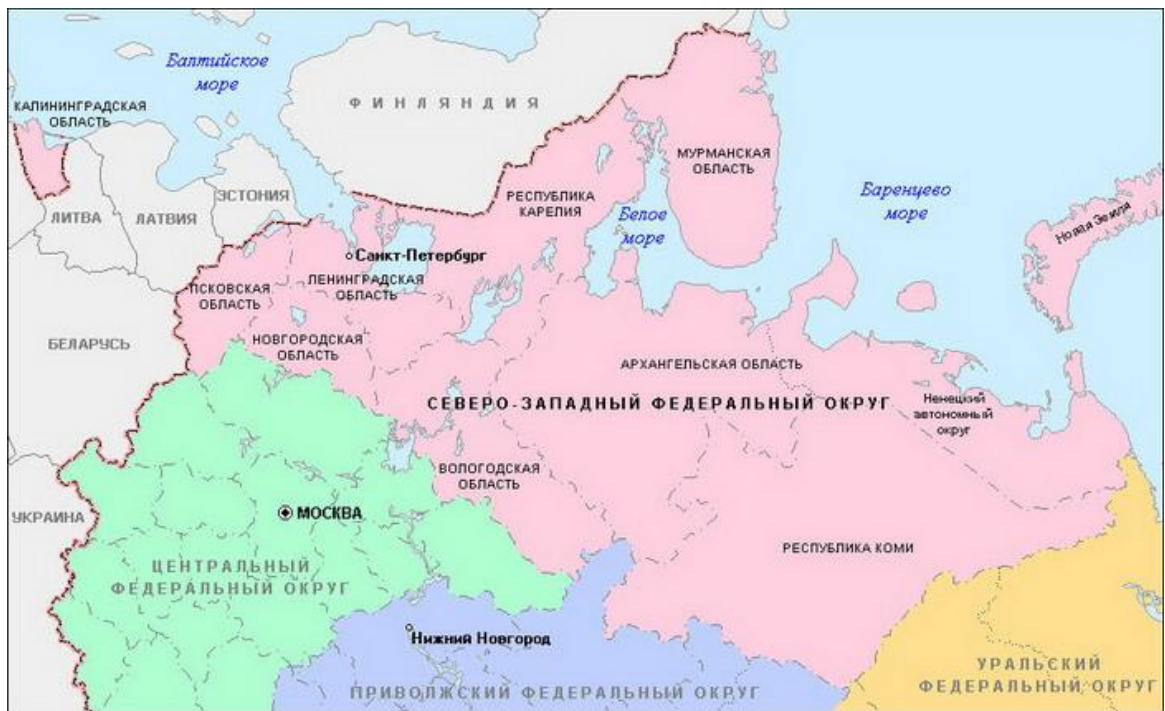 Балтийское
море
КАЛИНИНГРАДСКАЯ
ОБЛАСТЬ
ФИНЛЯНДИЯ
МУРМАНСКАЯ
ОБЛАСТЬ
ЭСТОНИЯ
РЕСПУБЛИКА
КАРЕЛИЯ
Баренцево
море
ЛИТВА
ЛАТВИЯ
Белое
море
Новая Земля
Санкт-Петербург
ПСКОВСКАЯ
ОБЛАСТЬ
ЛЕНИНГРАДСКАЯ
ОБЛАСТЬ
БЕЛАРУСЬ
НОВГОРОДСКАЯ
ОБЛАСТЬ
АРХАНГЕЛЬСКАЯ ОБЛАСТЬ
СЕВЕРО-ЗАПАДНЫЙ ФЕДЕРАЛЬНЫЙ ОКРУГ
Ненецкий
автономный
округ
ВОЛОГОДСКАЯ
ОБЛАСТЬ
УКРАИНА
МОСКВА
РЕСПУБЛИКА КОМИ
ЦЕНТРАЛЬНЫЙ
ФЕДЕРАЛЬНЫЙ ОКРУГ
Нижний Новгород
ПРИВОЛЖСКИЙ ФЕДЕРАЛЬНЫЙ ОКРУГ
УРАЛЬСКИЙ
ФЕДЕРАЛЬНЫЙ ОКРУГ